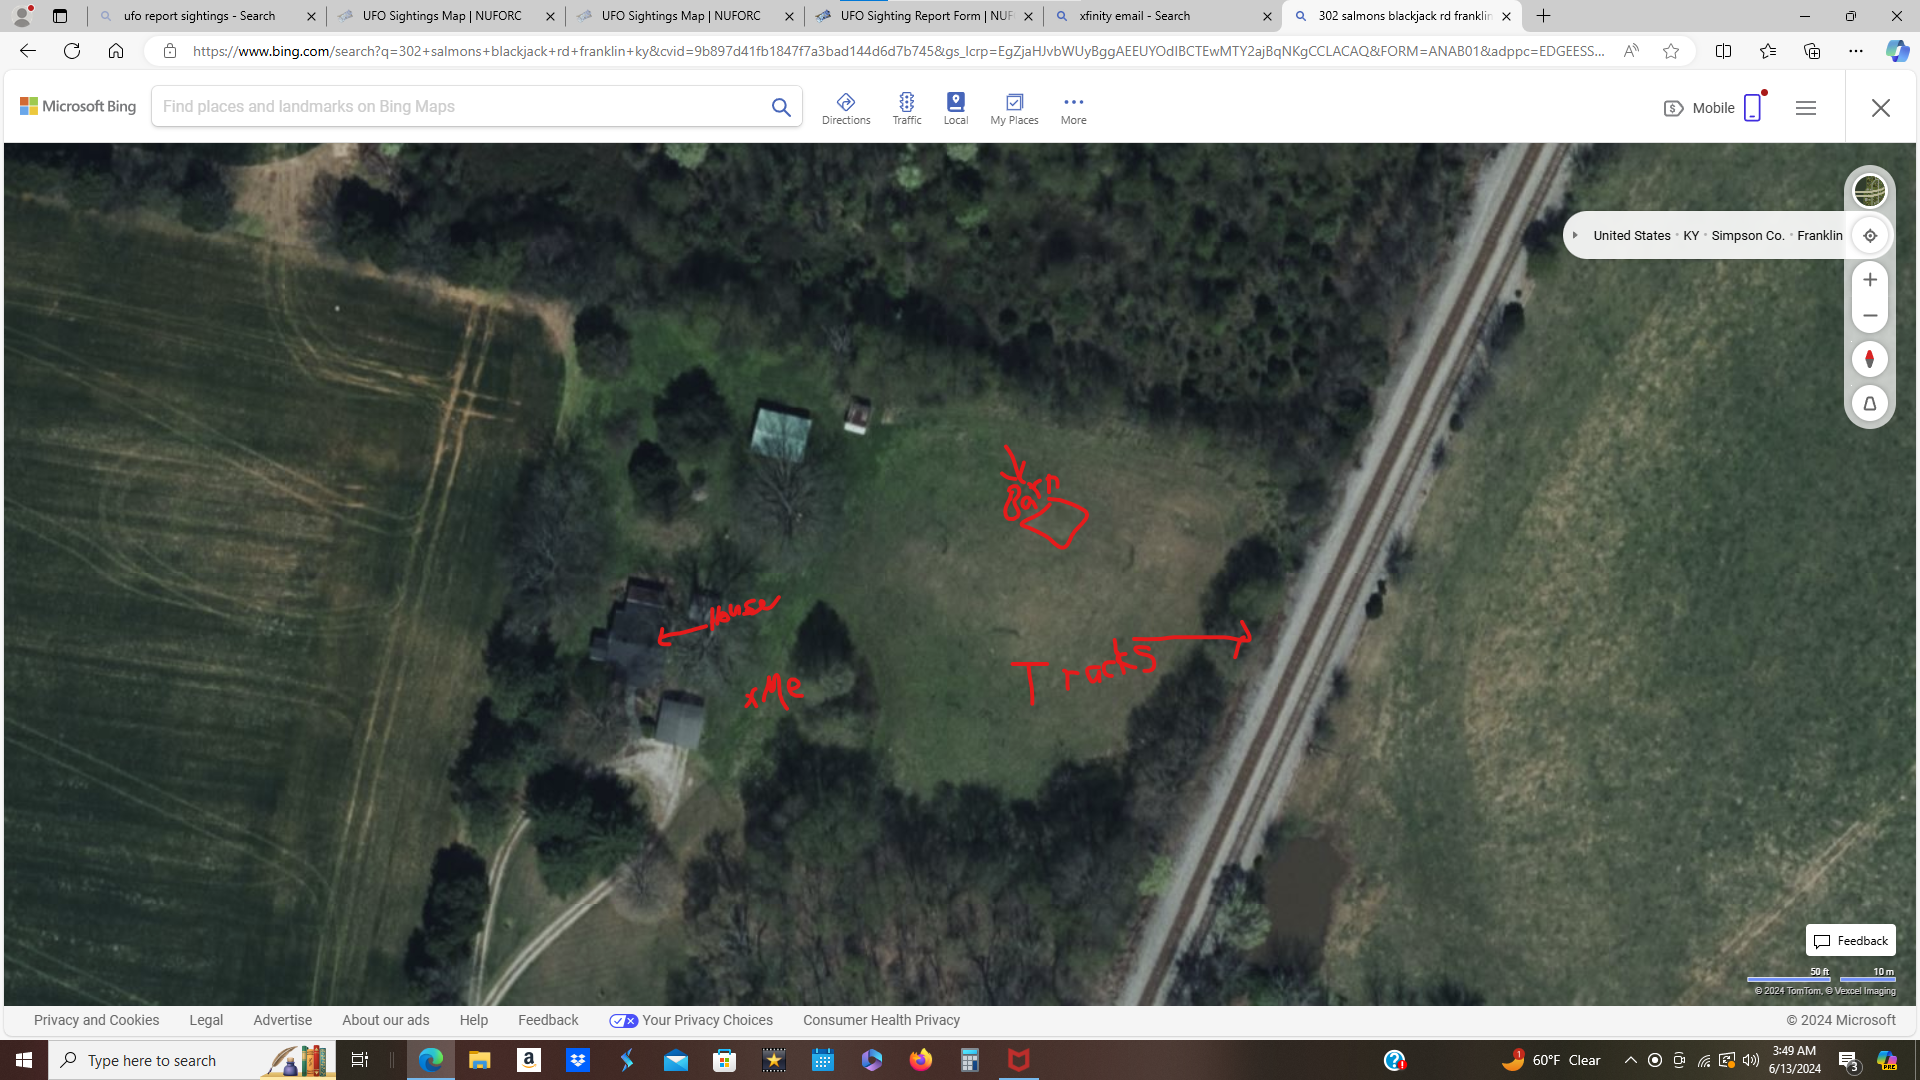 ufo report sightings - Search
UFO Sightings Map | NUFORC
UFO Sightings Map | NUFORC
UFO Sighting Report Form | NUF
xfinity email - Search
302 salmons blackjack rd franklin
https://www.bing.com/search?q=302+salmons+blackjack+rd+franklin+ky&cvid=9b897d41fb1847f7a3bad144d6d7b745&gs_lcrp=EgZjaHJvbWUyBggAEEUYOdIBCTEwMTY2ajBqNKgCCLACAQ&FORM=ANAB01&adppc=EDGEESS...
Microsoft Bing
Find places and landmarks on Bing Maps
Directions
Traffic
Local
My Places
More
Mobile
United States · KY · Simpson Co. · Franklin
Barn
House
Tracks
xMe
Feedback
50 ft
10 m
© 2024 TomTom, © Vexcel Imaging
Privacy and Cookies
Legal
Advertise
About our ads
Help
Feedback
Your Privacy Choices
Consumer Health Privacy
© 2024 Microsoft
Type here to search
60°F Clear
3:49 AM
6/13/2024
3